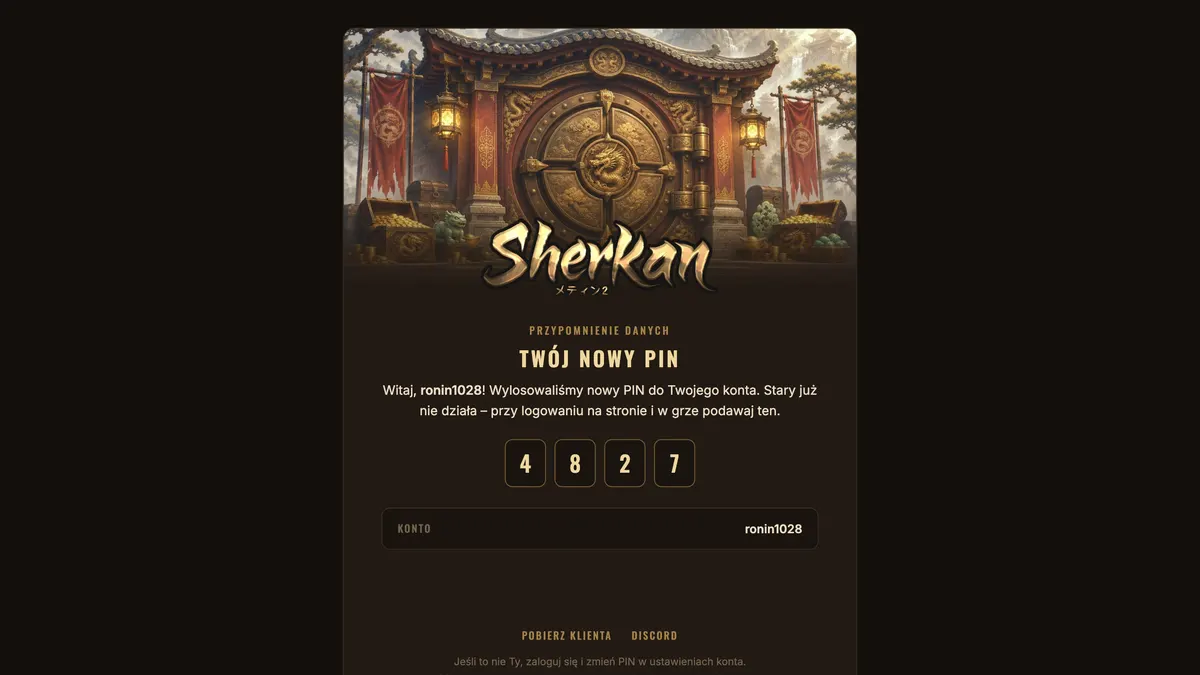 Sherkan
メティン2
PRZYPOMNIENIE DANYCH
TWÓJ NOWY PIN
Witaj, ronin1028! Wylosowaliśmy nowy PIN do Twojego konta. Stary już
nie działa – przy logowaniu na stronie i w grze podawaj ten.
4 8 2 7
KONTO ronin1028
POBIERZ KLIENTA DISCORD
Jeśli to nie Ty, zaloguj się i zmień PIN w ustawieniach konta.